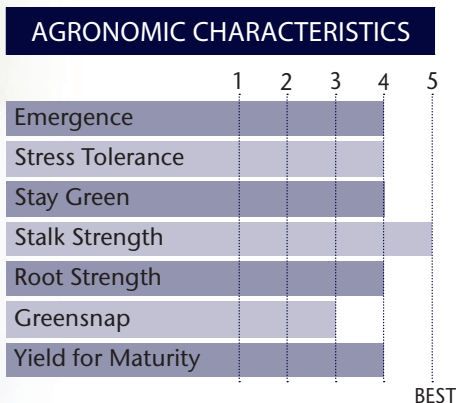 AGRONOMIC CHARACTERISTICS
1 2 3 4 5
Emergence
Stress Tolerance
Stay Green
Stalk Strength
Root Strength
Greensnap
Yield for Maturity
BEST